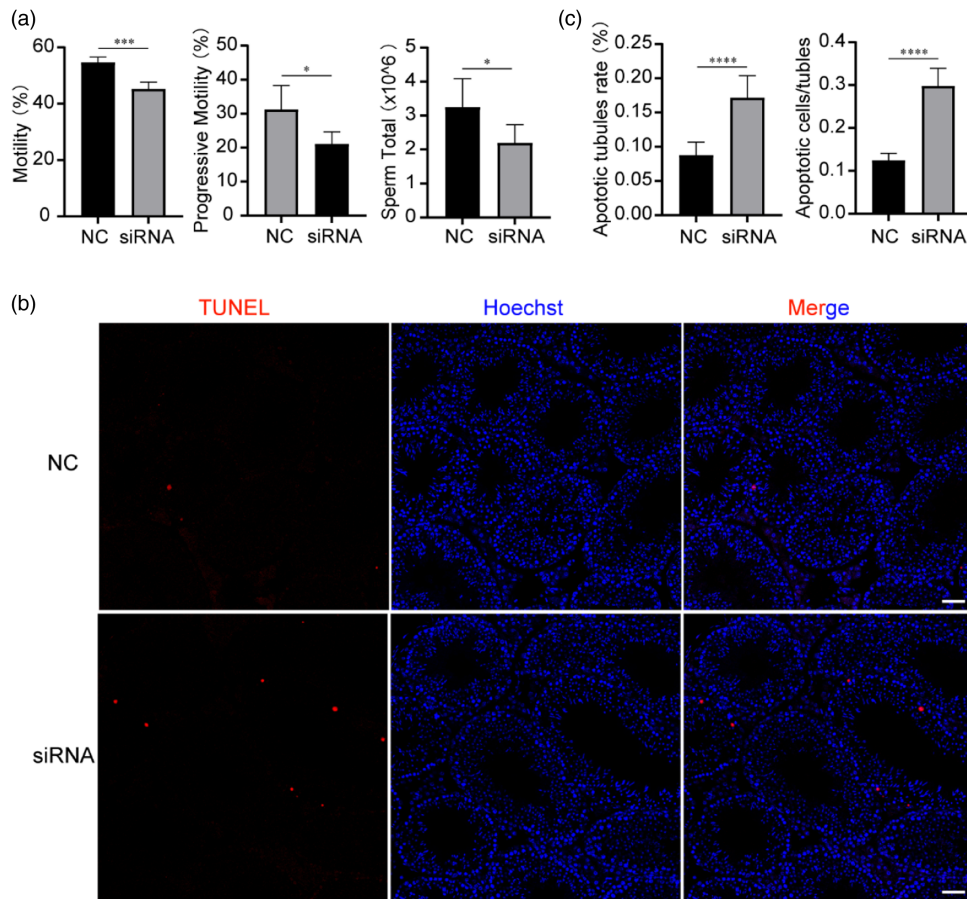 (a)
Motility (%)
60
40
20
0
***
NC siRNA
Progressive Motility (%)
50
40
30
20
10
0
*
NC siRNA
Sperm Total (x10^6)
5
4
3
2
1
0
*
NC siRNA
(c)
Apototic tubules rate (%)
0.25
0.20
0.15
0.10
0.05
0.00
****
NC siRNA
Apoptotic cells/tubles
0.4
0.3
0.2
0.1
0.0
****
NC siRNA
(b)
TUNEL Hoechst Merge
NC
siRNA